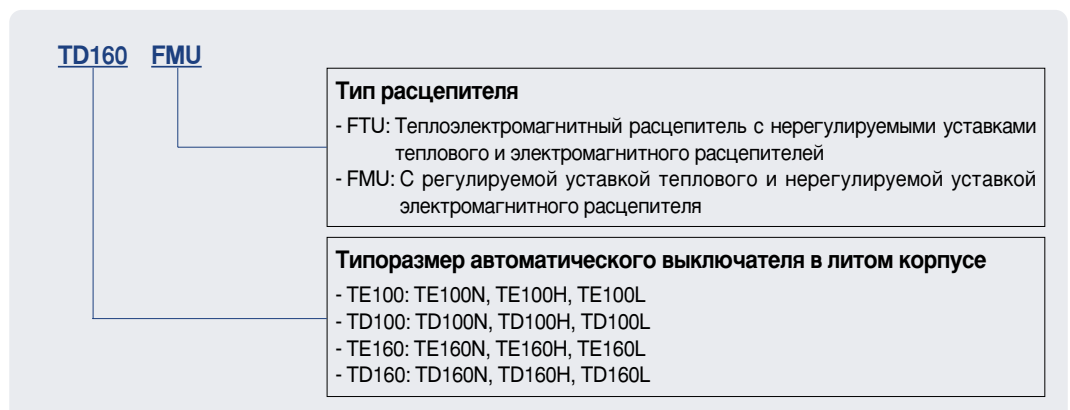 TD160 FMU
Тип расцепителя
- FTU: Теплоэлектромагнитный расцепитель с нерегулируемыми уставками
теплового и электромагнитного расцепителей
- FMU: С регулируемой уставкой теплового и нерегулируемой уставкой
электромагнитного расцепителя
Типоразмер автоматического выключателя в литом корпусе
- TE100: TE100N, TE100H, TE100L
- TD100: TD100N, TD100H, TD100L
- TE160: TE160N, TE160H, TE160L
- TD160: TD160N, TD160H, TD160L